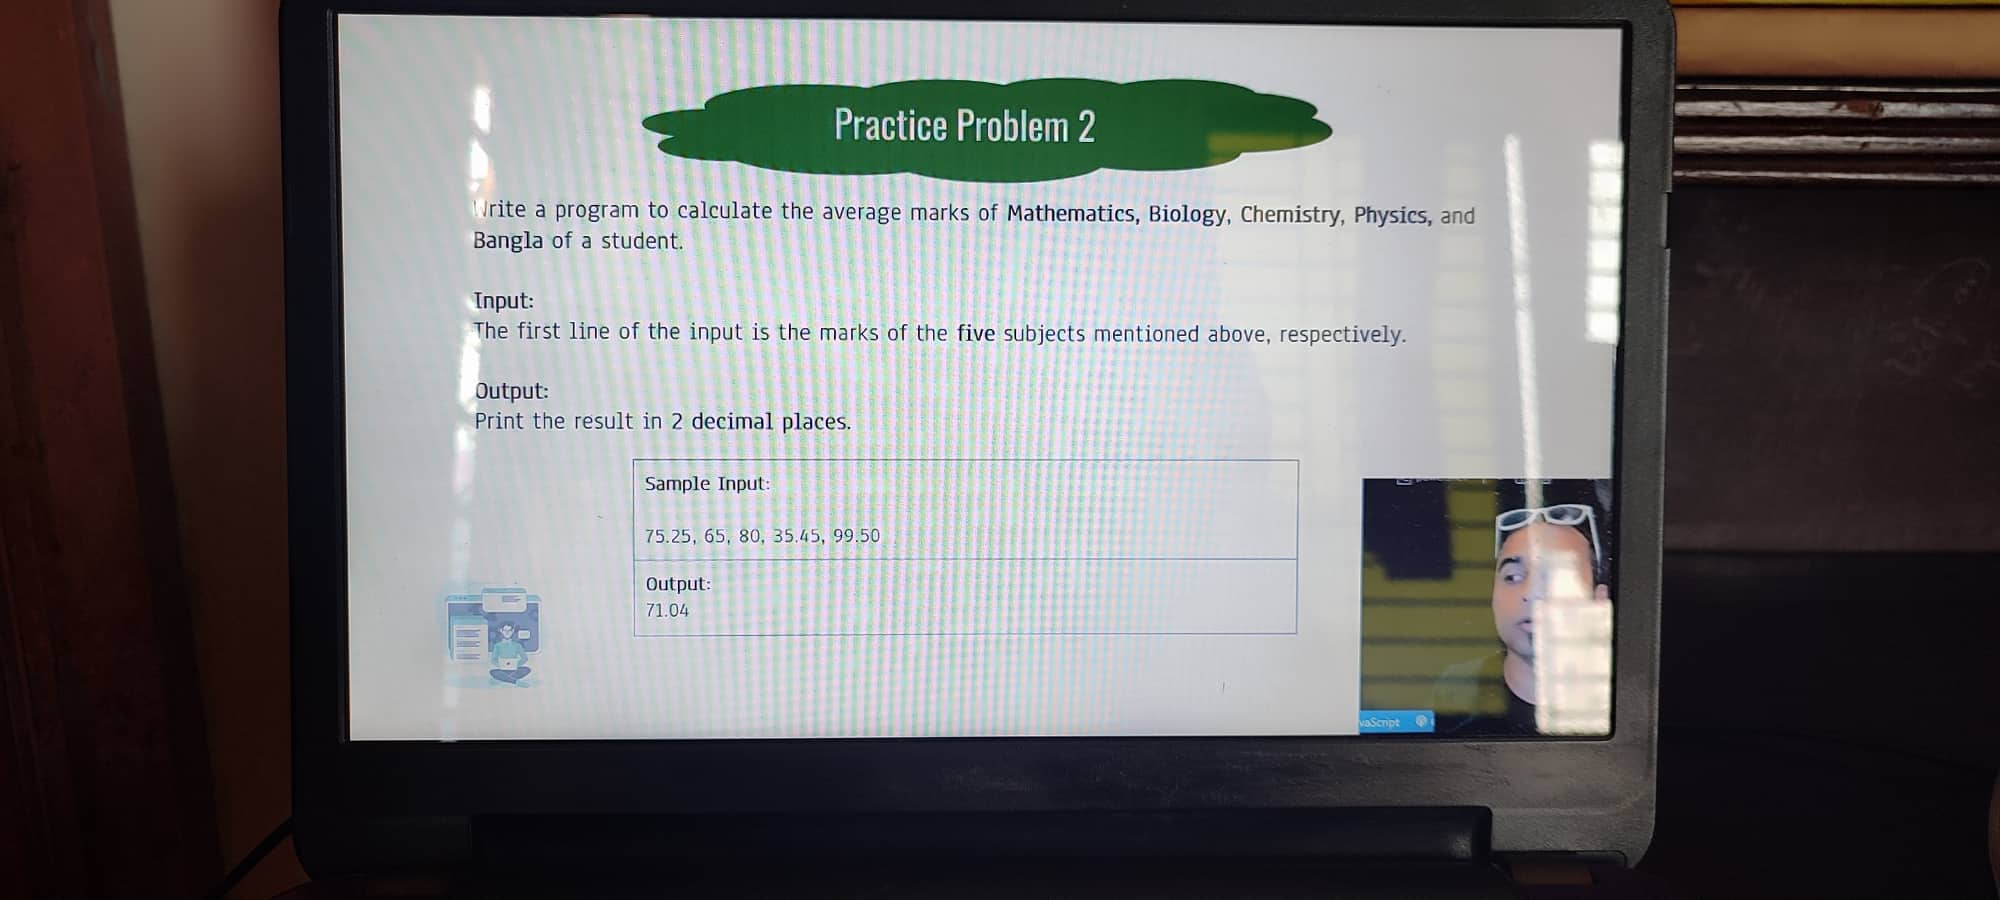 Practice Problem 2
Write a program to calculate the average marks of Mathematics, Biology, Chemistry, Physics, and
Bangla of a student.
Input:
The first line of the input is the marks of the five subjects mentioned above, respectively.
Output:
Print the result in 2 decimal places.
Sample Input:
75.25, 65, 80, 35.45, 99.50
Output:
71.04
vaScript